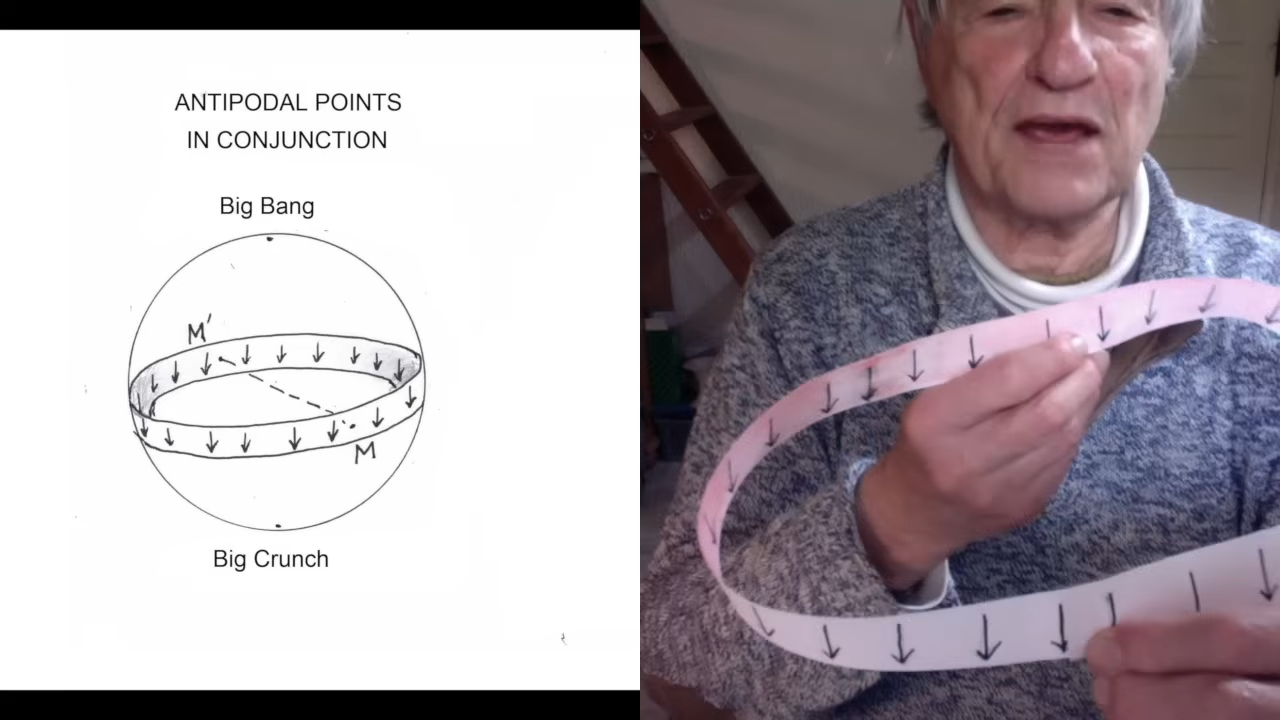 ANTIPODAL POINTS
IN CONJUNCTION
Big Bang
M'
M
Big Crunch